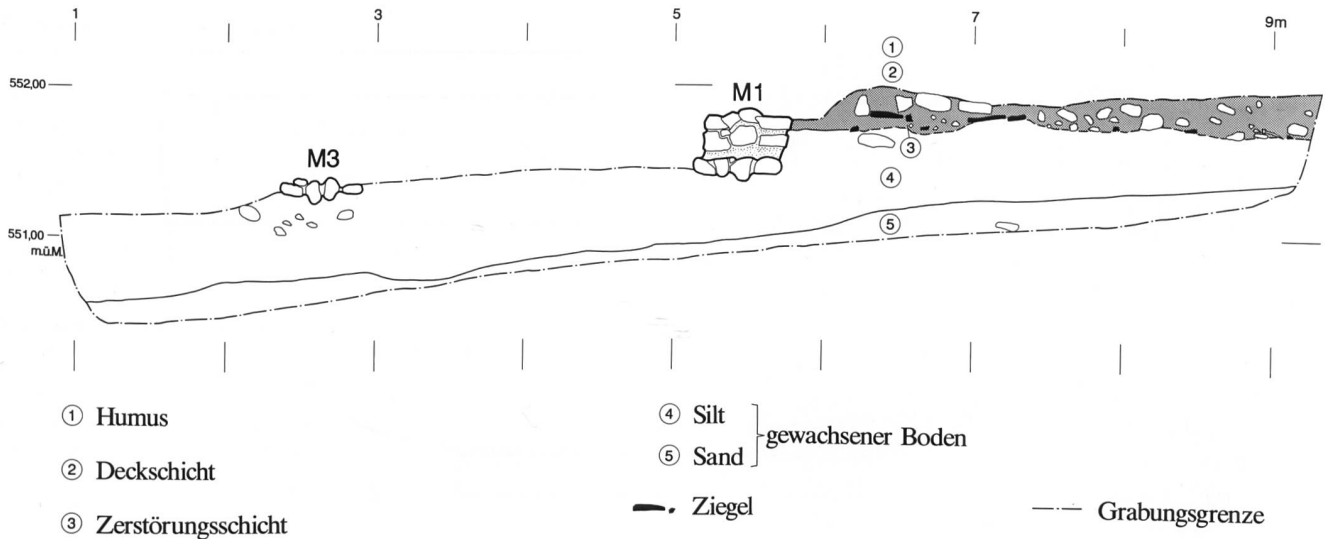 1 3 5 7 9m
① 
②
552,00
M1
③
M3
④
⑤
551,00
m.ü.M.
① Humus
② Deckschicht
③ Zerstörungsschicht
④ Silt
⑤ Sand
gewachsener Boden
Ziegel
Grabungsgrenze